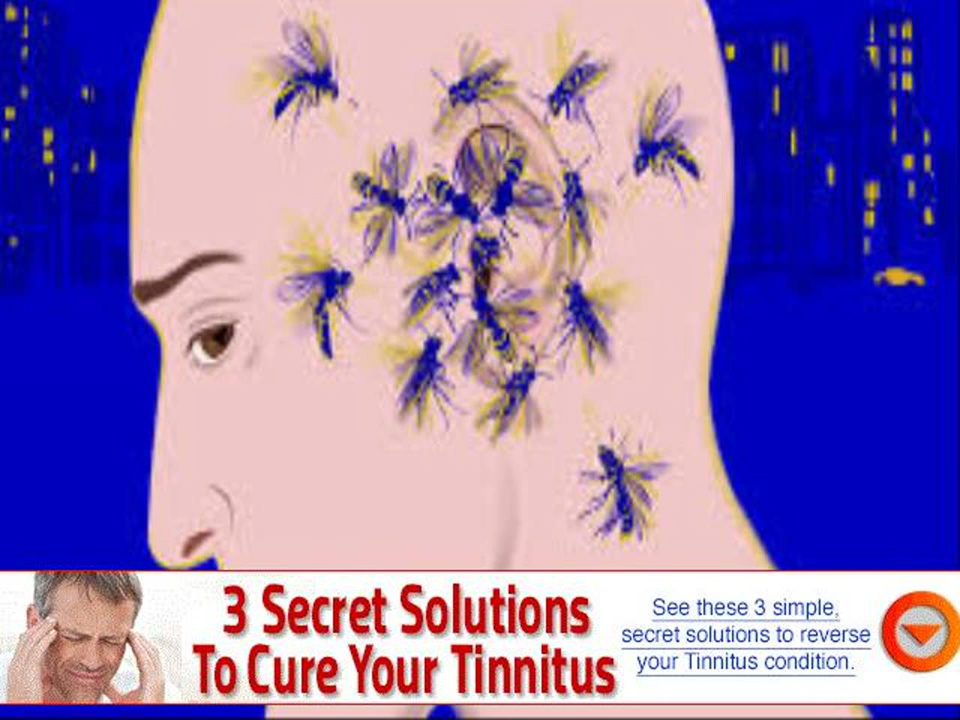 3 Secret Solutions
To Cure Your Tinnitus
See these 3 simple,
secret solutions to reverse
your Tinnitus condition.